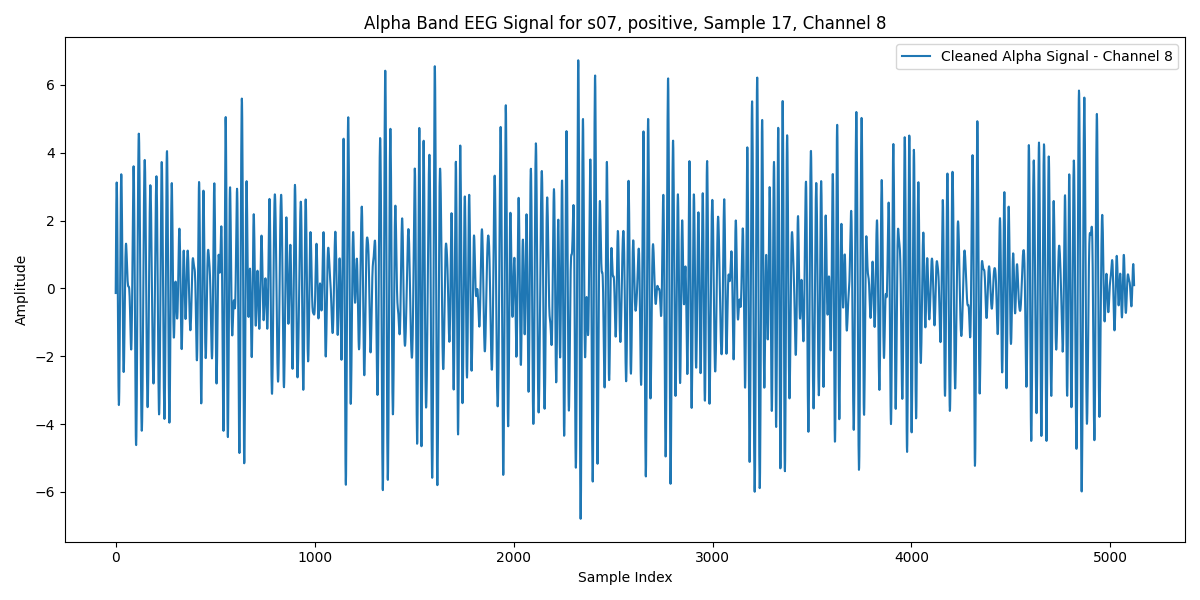 Alpha Band EEG Signal for s07, positive, Sample 17, Channel 8
Cleaned Alpha Signal - Channel 8
Amplitude
6
4
2
0
−2
−4
−6
0 1000 2000 3000 4000 5000
Sample Index